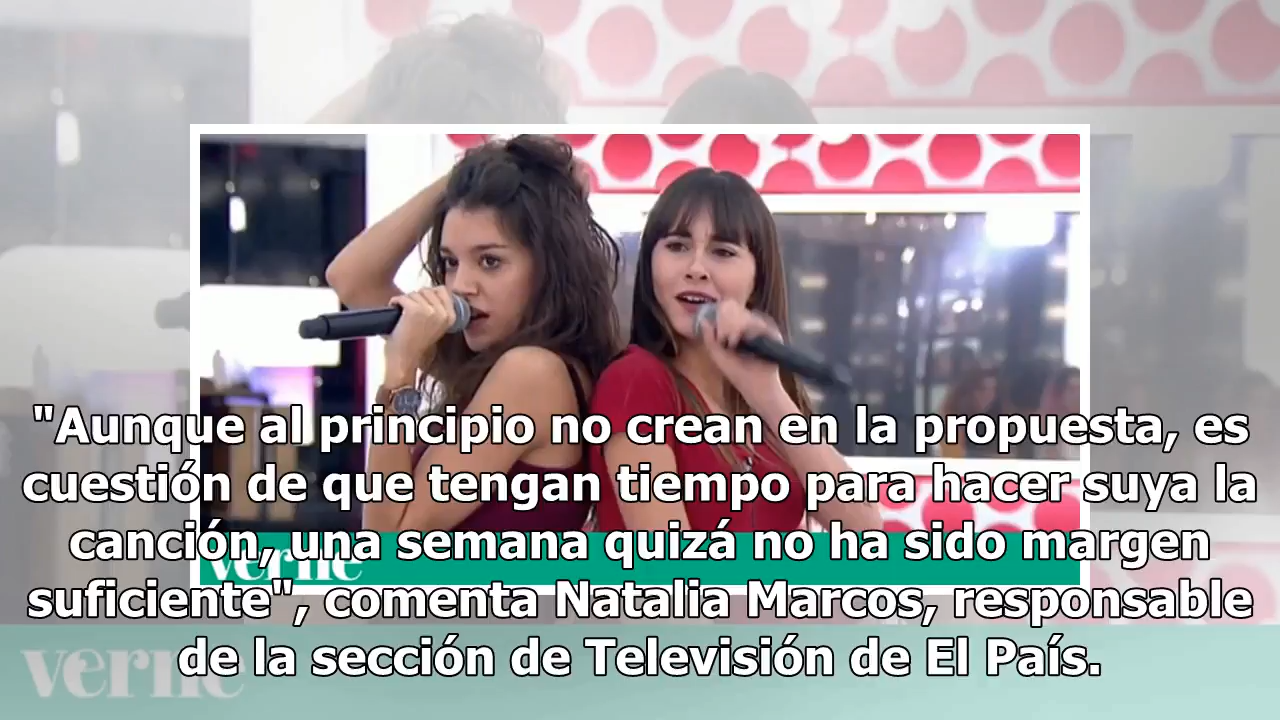 "Aunque al principio no crean en la propuesta, es
cuestión de que tengan tiempo para hacer suya la
canción, una semana quizá no ha sido margen
suficiente", comenta Natalia Marcos, responsable
de la sección de Televisión de El País.
verne
verne